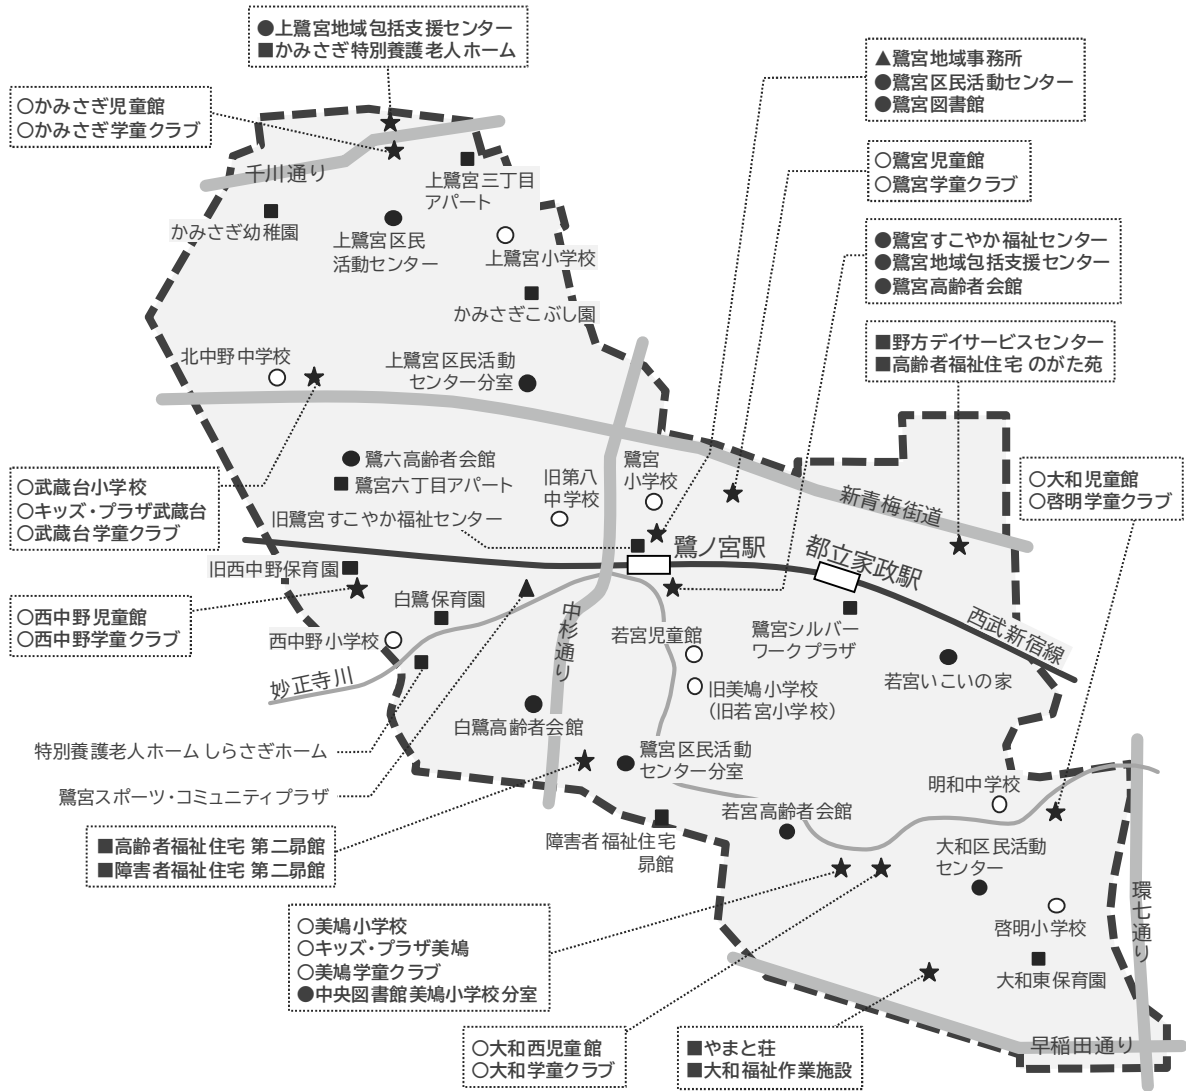 ●上鷺宮地域包括支援センター
■かみさぎ特別養護老人ホーム
○かみさぎ児童館
○かみさぎ学童クラブ
▲鷺宮地域事務所
●鷺宮区民活動センター
●鷺宮図書館
○鷺宮児童館
○鷺宮学童クラブ
●鷺宮すこやか福祉センター
●鷺宮地域包括支援センター
●鷺宮高齢者会館
■野方デイサービスセンター
■高齢者福祉住宅 のがた苑
○大和児童館
○啓明学童クラブ
千川通り
上鷺宮三丁目
アパート
かみさぎ幼稚園
上鷺宮区民
活動センター
上鷺宮小学校
かみさぎこぶし園
北中野中学校
上鷺宮区民活動
センター分室
○武蔵台小学校
○キッズ・プラザ武蔵台
○武蔵台学童クラブ
鷺六高齢者会館
鷺宮六丁目アパート
旧第八
中学校
鷺宮
小学校
新青梅街道
旧鷺宮すこやか福祉センター
鷺ノ宮駅
都立家政駅
西武新宿線
旧西中野保育園
○西中野児童館
○西中野学童クラブ
白鷺保育園
西中野小学校
中杉通り
若宮児童館
鷺宮シルバー
ワークプラザ
若宮いこいの家
妙正寺川
旧美鳩小学校
(旧若宮小学校)
白鷺高齢者会館
特別養護老人ホーム しらさぎホーム
鷺宮区民活動
センター分室
鷺宮スポーツ・コミュニティプラザ
明和中学校
若宮高齢者会館
■高齢者福祉住宅 第二昴館
■障害者福祉住宅 第二昴館
障害者福祉住宅
昴館
大和区民活動
センター
環七通り
啓明小学校
大和東保育園
○美鳩小学校
○キッズ・プラザ美鳩
○美鳩学童クラブ
●中央図書館美鳩小学校分室
○大和西児童館
○大和学童クラブ
■やまと荘
■大和福祉作業施設
早稲田通り